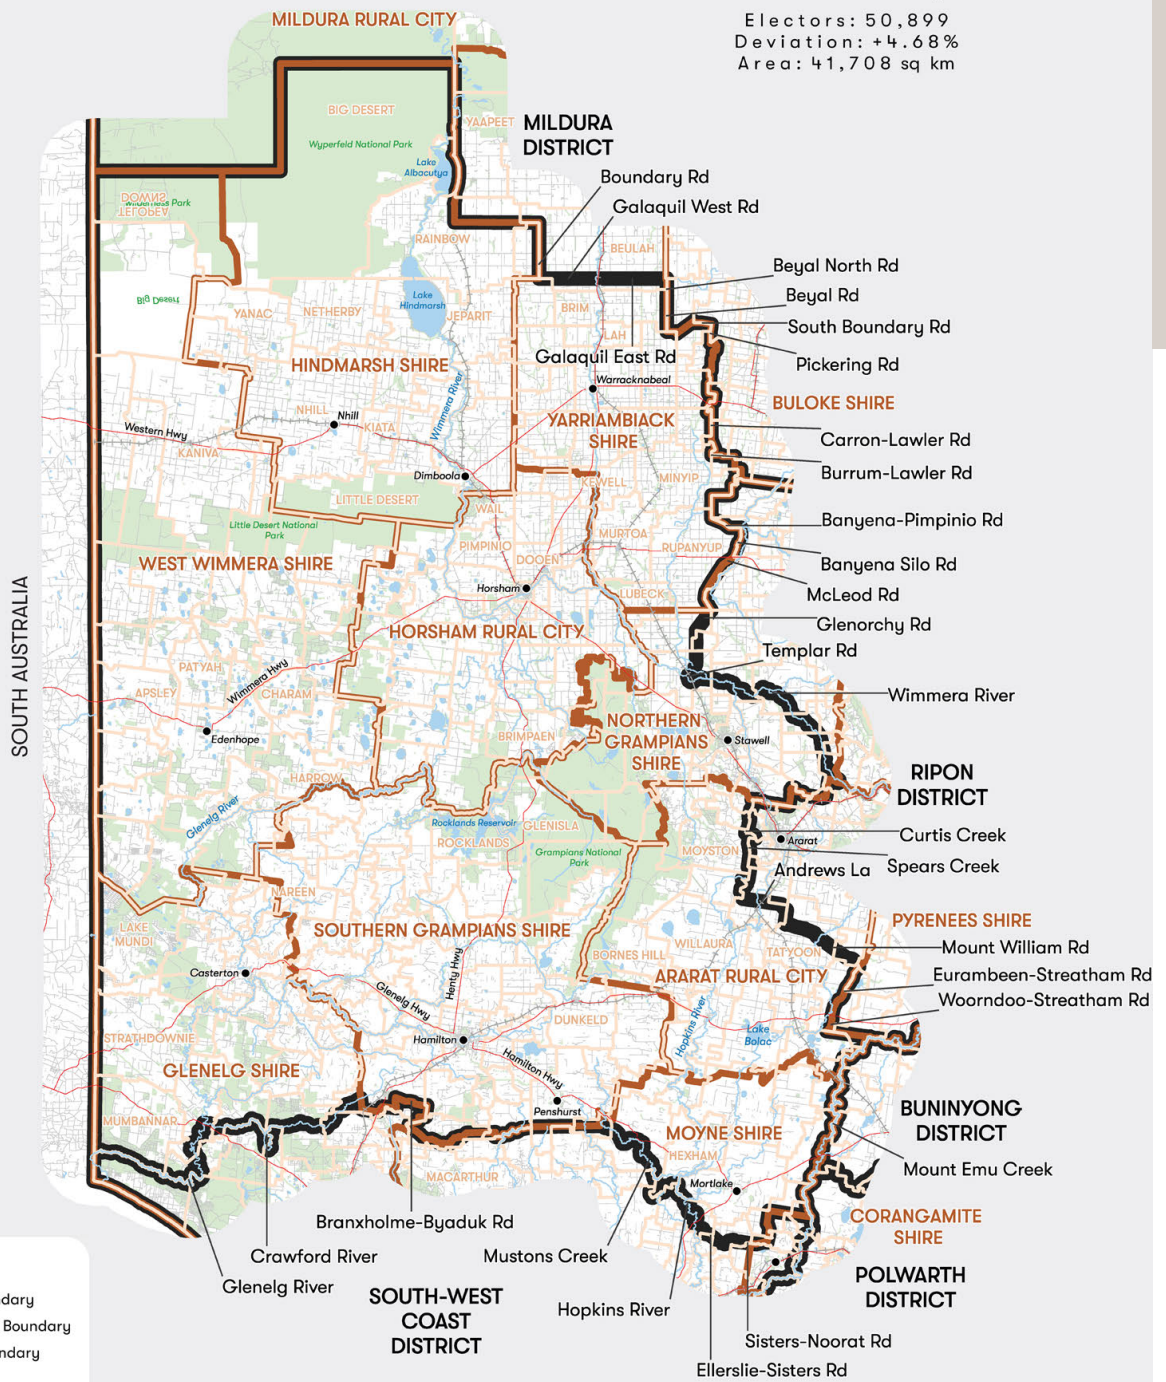 MILDURA RURAL CITY
Electors: 50,899
Deviation: +4.68%
Area: 41,708 sq km
BIG DESERT
Wyperfeld National Park
YAAPEET
MILDURA
DISTRICT
Lake
Albacutya
Boundary Rd
Galaquil West Rd
TELOPEA
DOWNS
Wilderness Park
RAINBOW
BEULAH
Beyal North Rd
Beyal Rd
Big Desert
Lake
Hindmarsh
YANAC
NETHERBY
JEPARIT
BRIM
South Boundary Rd
LAH
Galaquil East Rd
Pickering Rd
HINDMARSH SHIRE
Warracknabeal
BULOKE SHIRE
Wimmera River
YARRIAMBIACK
SHIRE
NHILL
Nhill
KIATA
Western Hwy
KANIVA
Carron-Lawler Rd
Burrum-Lawler Rd
Dimboola
KEWELL
MINYIP
LITTLE DESERT
WAIL
Little Desert National
Park
Banyena-Pimpinio Rd
MURTOA
PIMPINIO
DOOEN
RUPANYUP
WEST WIMMERA SHIRE
Banyena Silo Rd
Horsham
LUBECK
McLeod Rd
Glenorchy Rd
HORSHAM RURAL CITY
Templar Rd
SOUTH AUSTRALIA
PATYAH
Wimmera Hwy
APSLEY
CHARAM
Wimmera River
Edenhope
NORTHERN
GRAMPIANS
SHIRE
Stawell
BRIMPAEN
HARROW
RIPON
DISTRICT
Glenelg River
Rocklands Reservoir
GLENISLA
ROCKLANDS
Grampians National
Park
MOYSTON
Ararat
Curtis Creek
Spears Creek
Andrews La
NAREEN
LAKE
MUNDI
SOUTHERN GRAMPIANS SHIRE
PYRENEES SHIRE
WILLAURA
TATYOON
Mount William Rd
BORNES HILL
ARARAT RURAL CITY
Eurambeen-Streatham Rd
Casterton
Henty Hwy
Glenelg Hwy
Woorndoo-Streatham Rd
DUNKELD
Hopkins River
Lake
Bolac
STRATHDOWNIE
Hamilton
GLENELG SHIRE
Hamilton Hwy
MUMBANNAR
Penshurst
BUNINYONG
DISTRICT
MOYNE SHIRE
HEXHAM
Mount Emu Creek
MACARTHUR
Mortlake
Branxholme-Byaduk Rd
CORANGAMITE
SHIRE
Crawford River
Mustons Creek
Glenelg River
POLWARTH
DISTRICT
SOUTH-WEST
COAST
DISTRICT
Hopkins River
Sisters-Noorat Rd
Ellerslie-Sisters Rd
Boundary